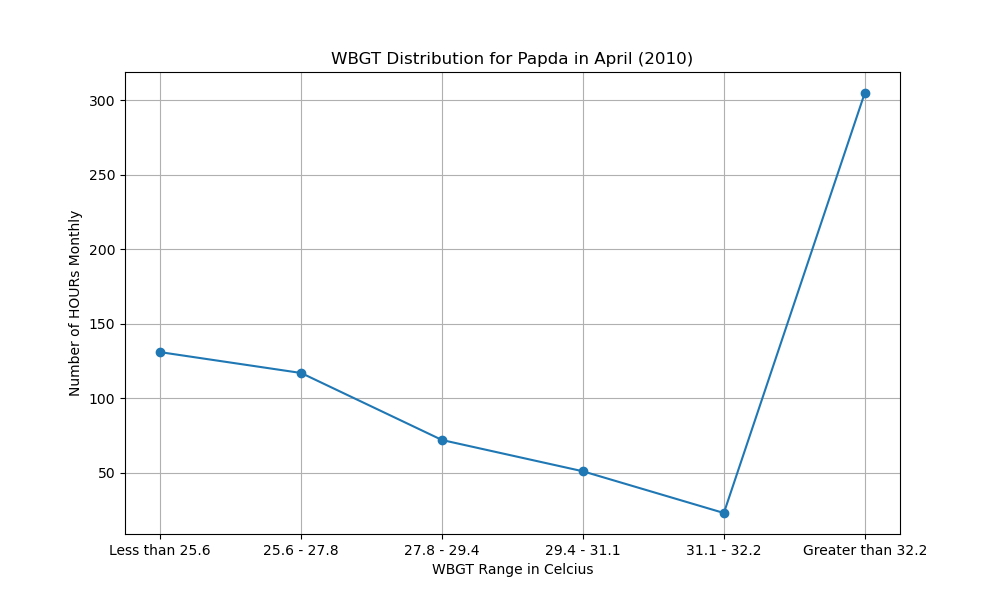 WBGT Distribution for Papda in April (2010)
Number of HOURs Monthly
300
250
200
150
100
50
Less than 25.6 25.6 - 27.8 27.8 - 29.4 29.4 - 31.1 31.1 - 32.2 Greater than 32.2
WBGT Range in Celcius